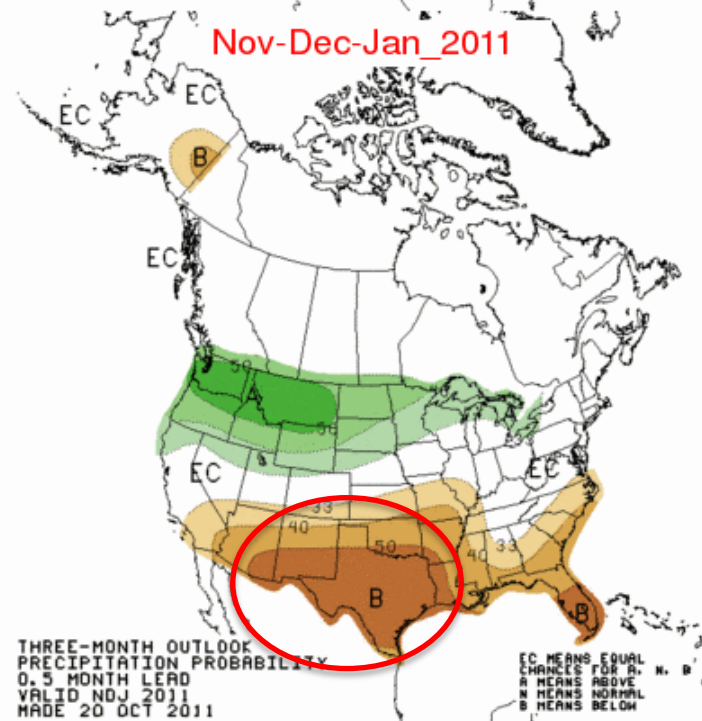 Nov-Dec-Jan_2011
EC
EC
B
EC
50
A
A
EC
EC
33
40
50
40
33
B
B
THREE-MONTH OUTLOOK
PRECIPITATION PROBABILITY
0.5 MONTH LEAD
VALID NDJ 2011
MADE 20 OCT 2011
EC MEANS EQUAL
CHANCES FOR A, N, B
A MEANS ABOVE
N MEANS NORMAL
B MEANS BELOW